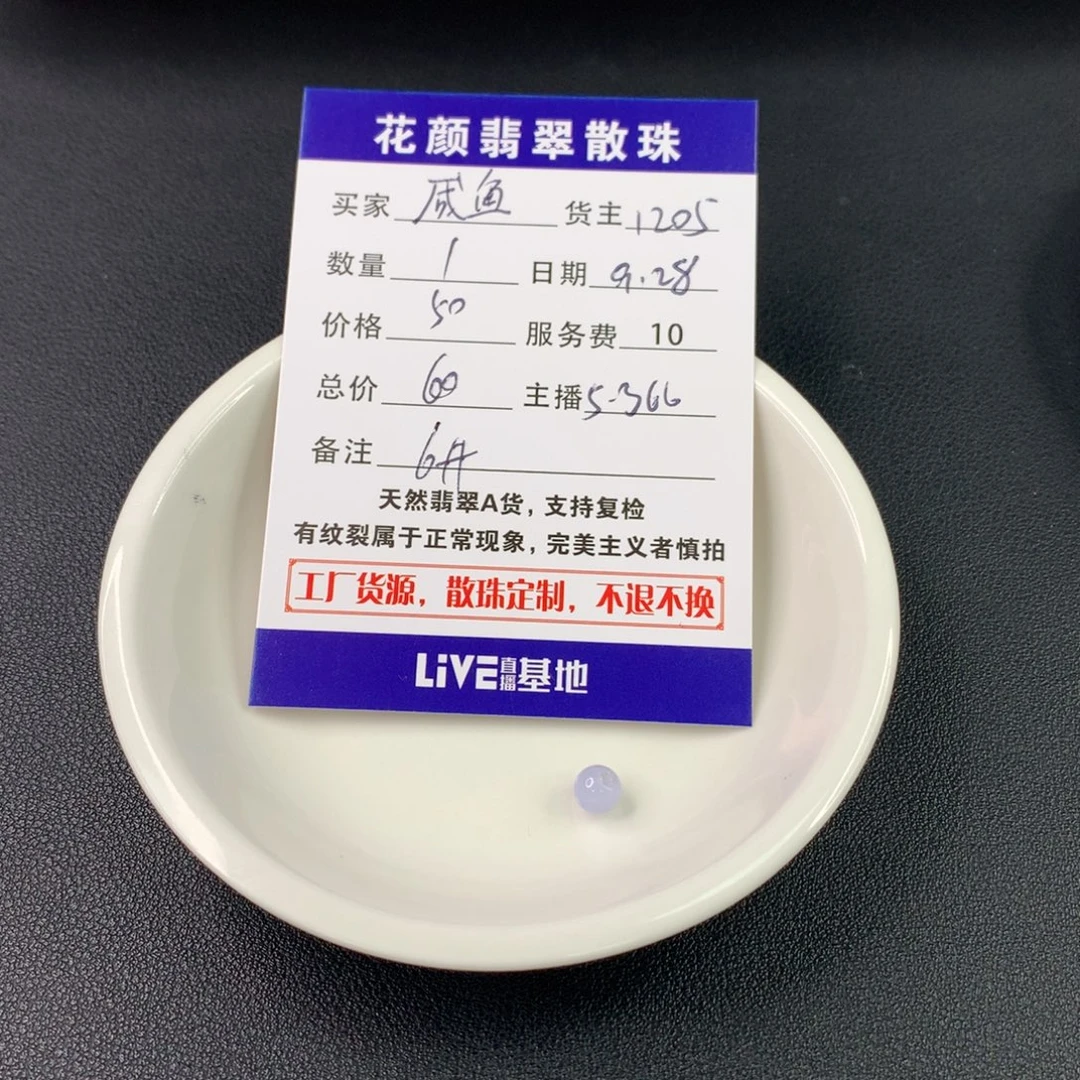 花颜翡翠散珠
买家 咸鱼 货主 1205
数量 1 日期 9.28
价格 50 服务费 10
总价 60 主播 5-366
备注
天然翡翠A货，支持复检
有纹裂属于正常现象，完美主义者慎拍
工厂货源，散珠定制，不退不换
LiVE直播基地